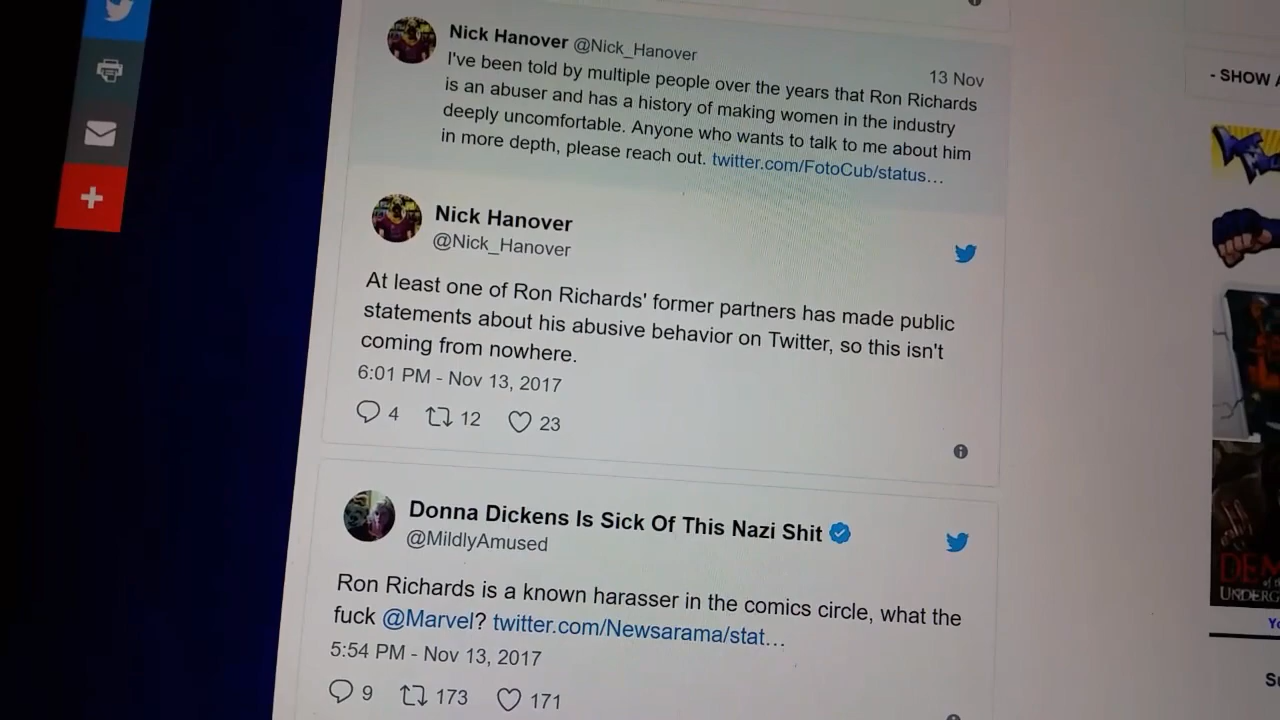 Nick Hanover @Nick_Hanover
13 Nov
I've been told by multiple people over the years that Ron Richards
is an abuser and has a history of making women in the industry
deeply uncomfortable. Anyone who wants to talk to me about him
in more depth, please reach out. twitter.com/FotoCub/status…
Nick Hanover
@Nick_Hanover
At least one of Ron Richards' former partners has made public
statements about his abusive behavior on Twitter, so this isn't
coming from nowhere.
6:01 PM - Nov 13, 2017
4 12 23
Donna Dickens Is Sick Of This Nazi Shit
@MildlyAmused
Ron Richards is a known harasser in the comics circle, what the
fuck @Marvel? twitter.com/Newsarama/stat…
5:54 PM - Nov 13, 2017
9 173 171
- SHOW